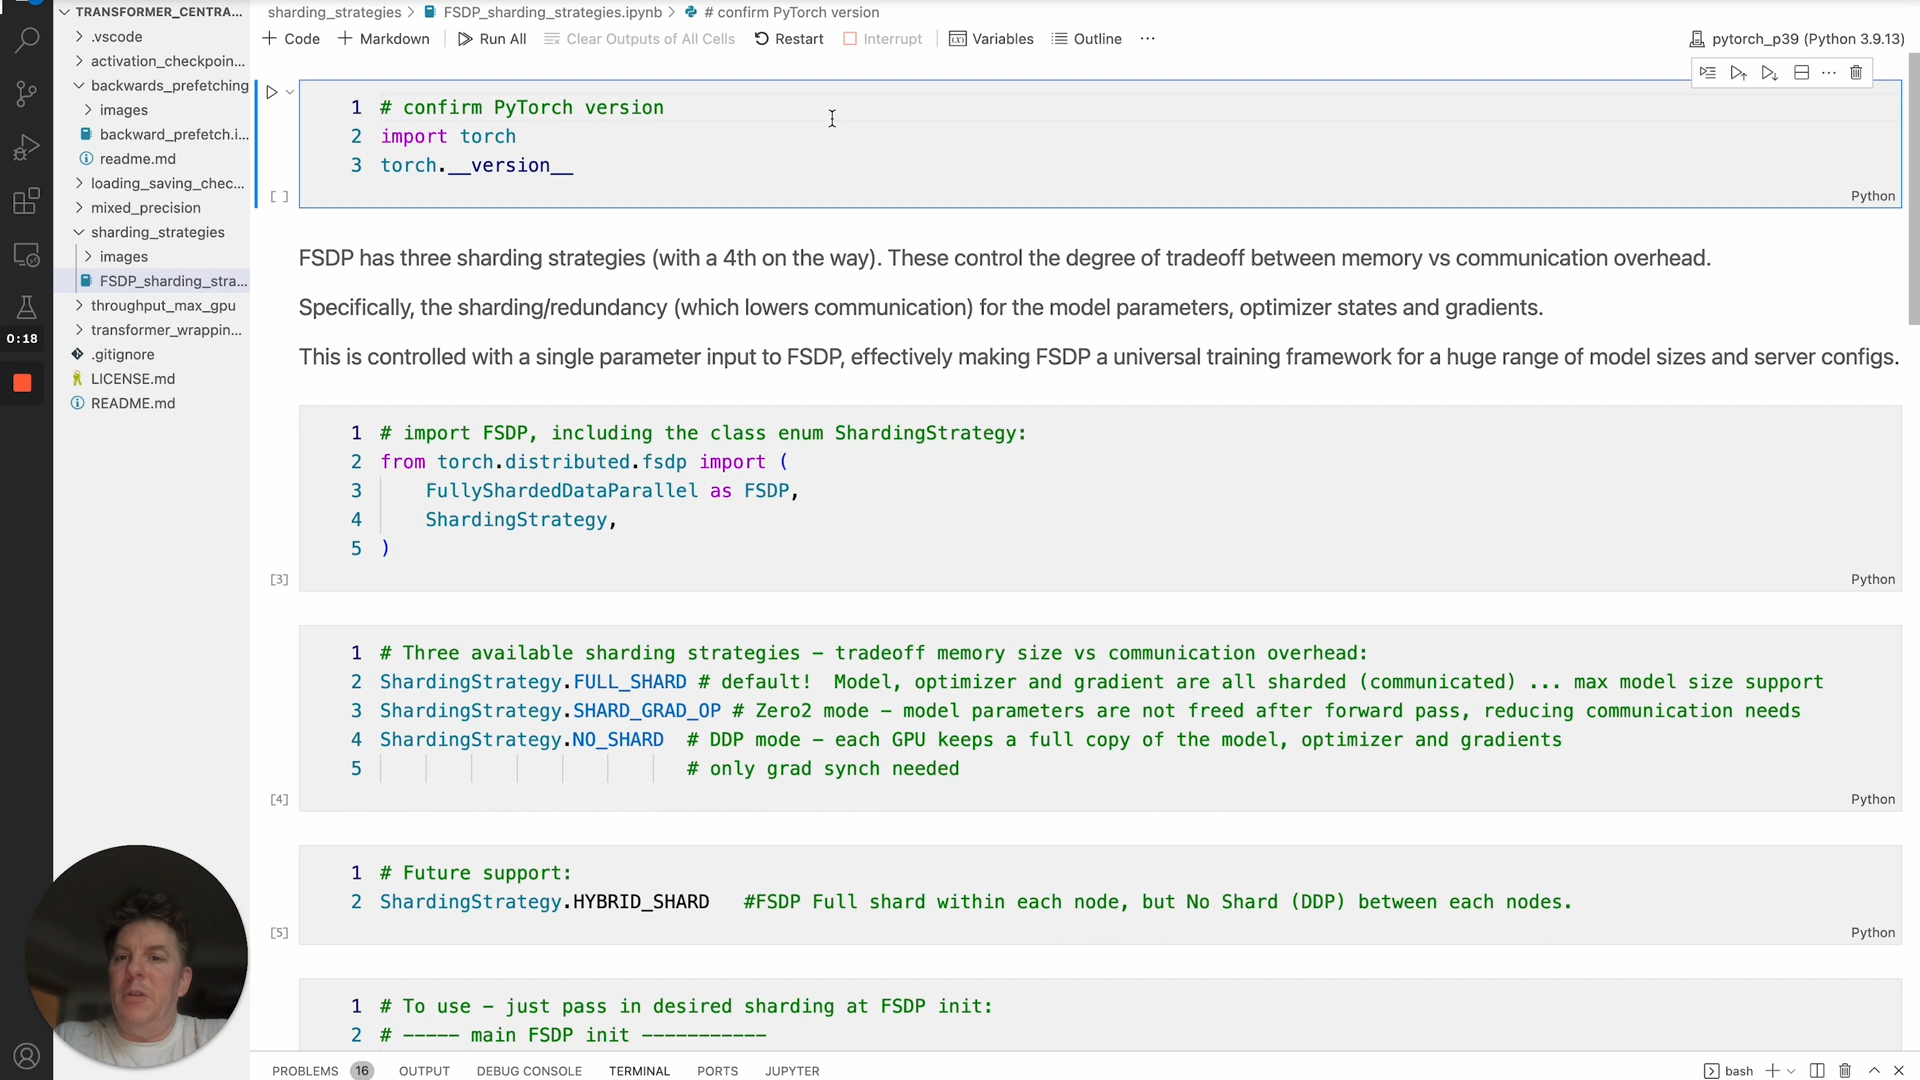 TRANSFORMER_CENTRA...
.vscode
activation_checkpoin...
backwards_prefetching
images
backward_prefetch.i...
readme.md
loading_saving_chec...
mixed_precision
sharding_strategies
images
FSDP_sharding_stra...
throughput_max_gpu
transformer_wrappin...
.gitignore
LICENSE.md
README.md
0:18
sharding_strategies > FSDP_sharding_strategies.ipynb > # confirm PyTorch version
+ Code + Markdown Run All Clear Outputs of All Cells Restart Interrupt Variables Outline ... pytorch_p39 (Python 3.9.13)
1 # confirm PyTorch version
2 import torch
3 torch.__version__
[ ] Python
FSDP has three sharding strategies (with a 4th on the way). These control the degree of tradeoff between memory vs communication overhead.
Specifically, the sharding/redundancy (which lowers communication) for the model parameters, optimizer states and gradients.
This is controlled with a single parameter input to FSDP, effectively making FSDP a universal training framework for a huge range of model sizes and server configs.
1 # import FSDP, including the class enum ShardingStrategy:
2 from torch.distributed.fsdp import (
3 FullyShardedDataParallel as FSDP,
4 ShardingStrategy,
5 )
[3] Python
1 # Three available sharding strategies – tradeoff memory size vs communication overhead:
2 ShardingStrategy.FULL_SHARD # default! Model, optimizer and gradient are all sharded (communicated) ... max model size support
3 ShardingStrategy.SHARD_GRAD_OP # Zero2 mode – model parameters are not freed after forward pass, reducing communication needs
4 ShardingStrategy.NO_SHARD # DDP mode – each GPU keeps a full copy of the model, optimizer and gradients
5 # only grad synch needed
[4] Python
1 # Future support:
2 ShardingStrategy.HYBRID_SHARD #FSDP Full shard within each node, but No Shard (DDP) between each nodes.
[5] Python
1 # To use – just pass in desired sharding at FSDP init:
2 # ----- main FSDP init -----------
PROBLEMS 16 OUTPUT DEBUG CONSOLE TERMINAL PORTS JUPYTER bash